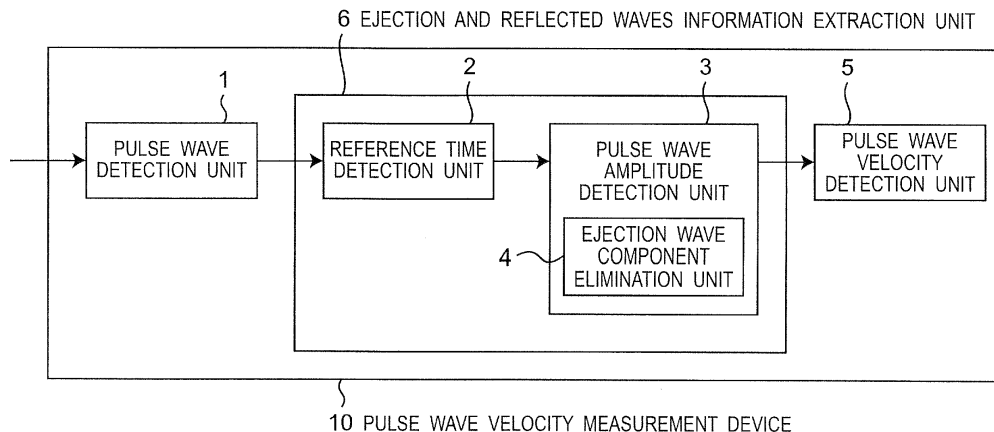 6 EJECTION AND REFLECTED WAVES INFORMATION EXTRACTION UNIT
1
2
3
5
PULSE WAVE
DETECTION UNIT
REFERENCE TIME
DETECTION UNIT
PULSE WAVE
AMPLITUDE
DETECTION UNIT
PULSE WAVE
VELOCITY
DETECTION UNIT
4
EJECTION WAVE
COMPONENT
ELIMINATION UNIT
10 PULSE WAVE VELOCITY MEASUREMENT DEVICE